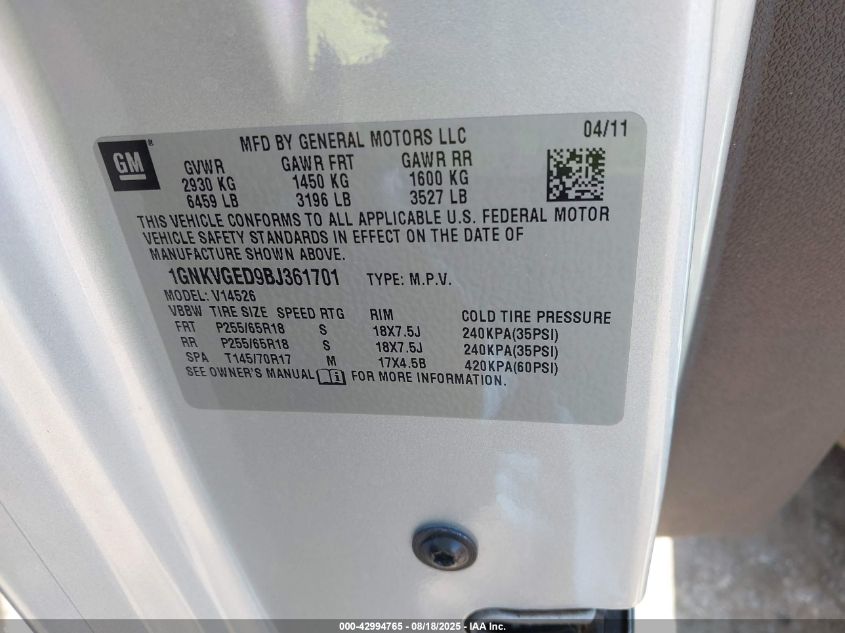 GM®
MFD BY GENERAL MOTORS LLC 04/11
GVWR GAWR FRT GAWR RR
2930 KG 1450 KG 1600 KG
6459 LB 3196 LB 3527 LB
THIS VEHICLE CONFORMS TO ALL APPLICABLE U.S. FEDERAL MOTOR
VEHICLE SAFETY STANDARDS IN EFFECT ON THE DATE OF
MANUFACTURE SHOWN ABOVE.
1GNKVGED9BJ361701 TYPE: M.P.V.
MODEL: V14526
VBBW TIRE SIZE SPEED RTG RIM COLD TIRE PRESSURE
FRT P255/65R18 S 18X7.5J 240KPA(35PSI)
RR P255/65R18 S 18X7.5J 240KPA(35PSI)
SPA T145/70R17 M 17X4.5B 420KPA(60PSI)
SEE OWNER'S MANUAL i FOR MORE INFORMATION.
000-42994765 - 08/18/2025 - IAA Inc.